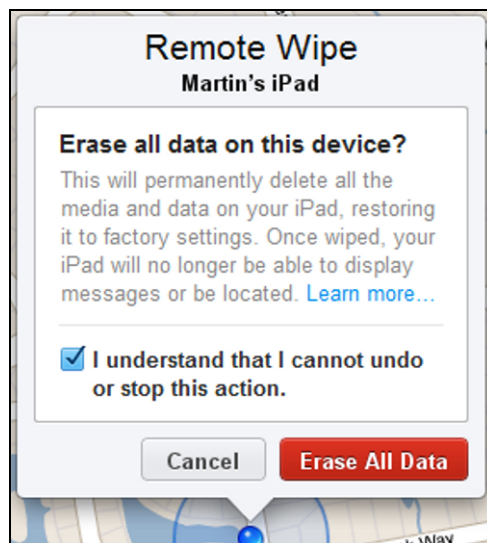 Remote Wipe
Martin's iPad
Erase all data on this device?
This will permanently delete all the
media and data on your iPad, restoring
it to factory settings. Once wiped, your
iPad will no longer be able to display
messages or be located. Learn more...
I understand that I cannot undo
or stop this action.
Cancel
Erase All Data
Way